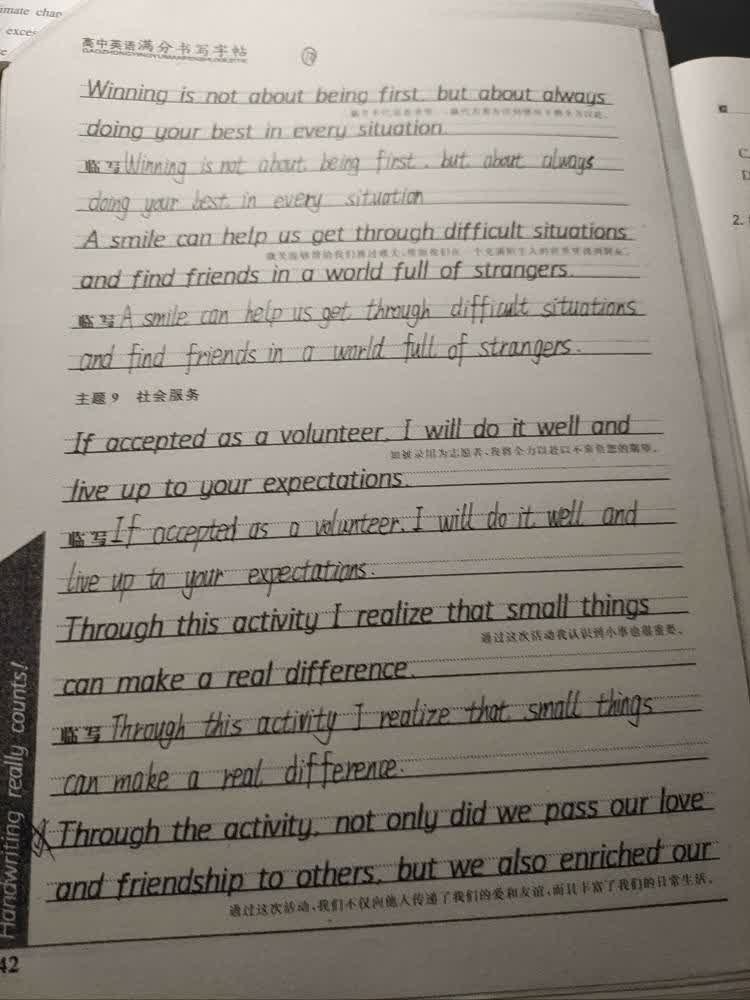 imate char
exces
高中英语满分书写字帖
GAOZHONGYINGYUMANFENSHUXIEZITIE
Winning is not about being first, but about always
doing your best in every situation.
临写 Winning is not about being first, but about always
doing your best in every situation
A smile can help us get through difficult situations
and find friends in a world full of strangers.
临写 A smile can help us get through difficult situations
and find friends in a world full of strangers.
主题 9 社会服务
If accepted as a volunteer, I will do it well and
如被录用为志愿者,我将全力以赴以不辜负您的期望。
live up to your expectations.
临写 If accepted as a volunteer, I will do it well and
live up to your expectations.
Through this activity I realize that small things
通过这次活动我认识到小事也很重要。
can make a real difference.
临写 Through this activity I realize that small things
can make a real difference.
Through the activity, not only did we pass our love
and friendship to others, but we also enriched our
通过这次活动,我们不仅向他人传递了我们的爱和友谊,而且丰富了我们的日常生活。
Handwriting really counts!
42
C
D
2.